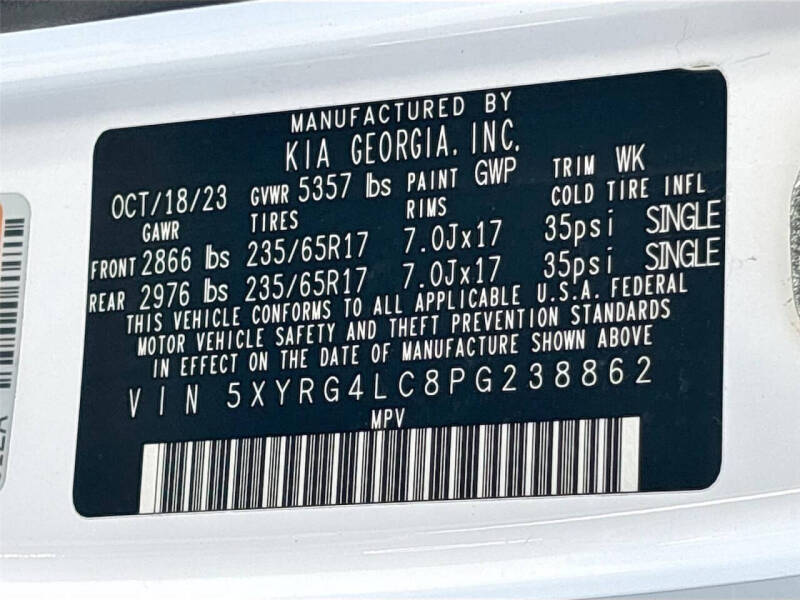 MANUFACTURED BY
KIA GEORGIA, INC.
OCT/18/23 GVWR 5357 lbs PAINT GWP TRIM WK
GAWR TIRES RIMS COLD TIRE INFL
FRONT 2866 lbs 235/65R17 7.0Jx17 35psi SINGLE
REAR 2976 lbs 235/65R17 7.0Jx17 35psi SINGLE
THIS VEHICLE CONFORMS TO ALL APPLICABLE U.S.A. FEDERAL
MOTOR VEHICLE SAFETY AND THEFT PREVENTION STANDARDS
IN EFFECT ON THE DATE OF MANUFACTURE SHOWN ABOVE
VIN 5XYRG4LC8PG238862
MPV